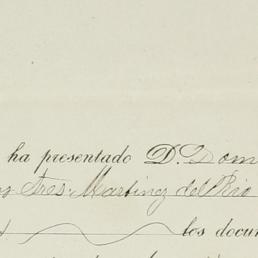 ha presentado D. Dom
tres Martinez del Rio
los docu